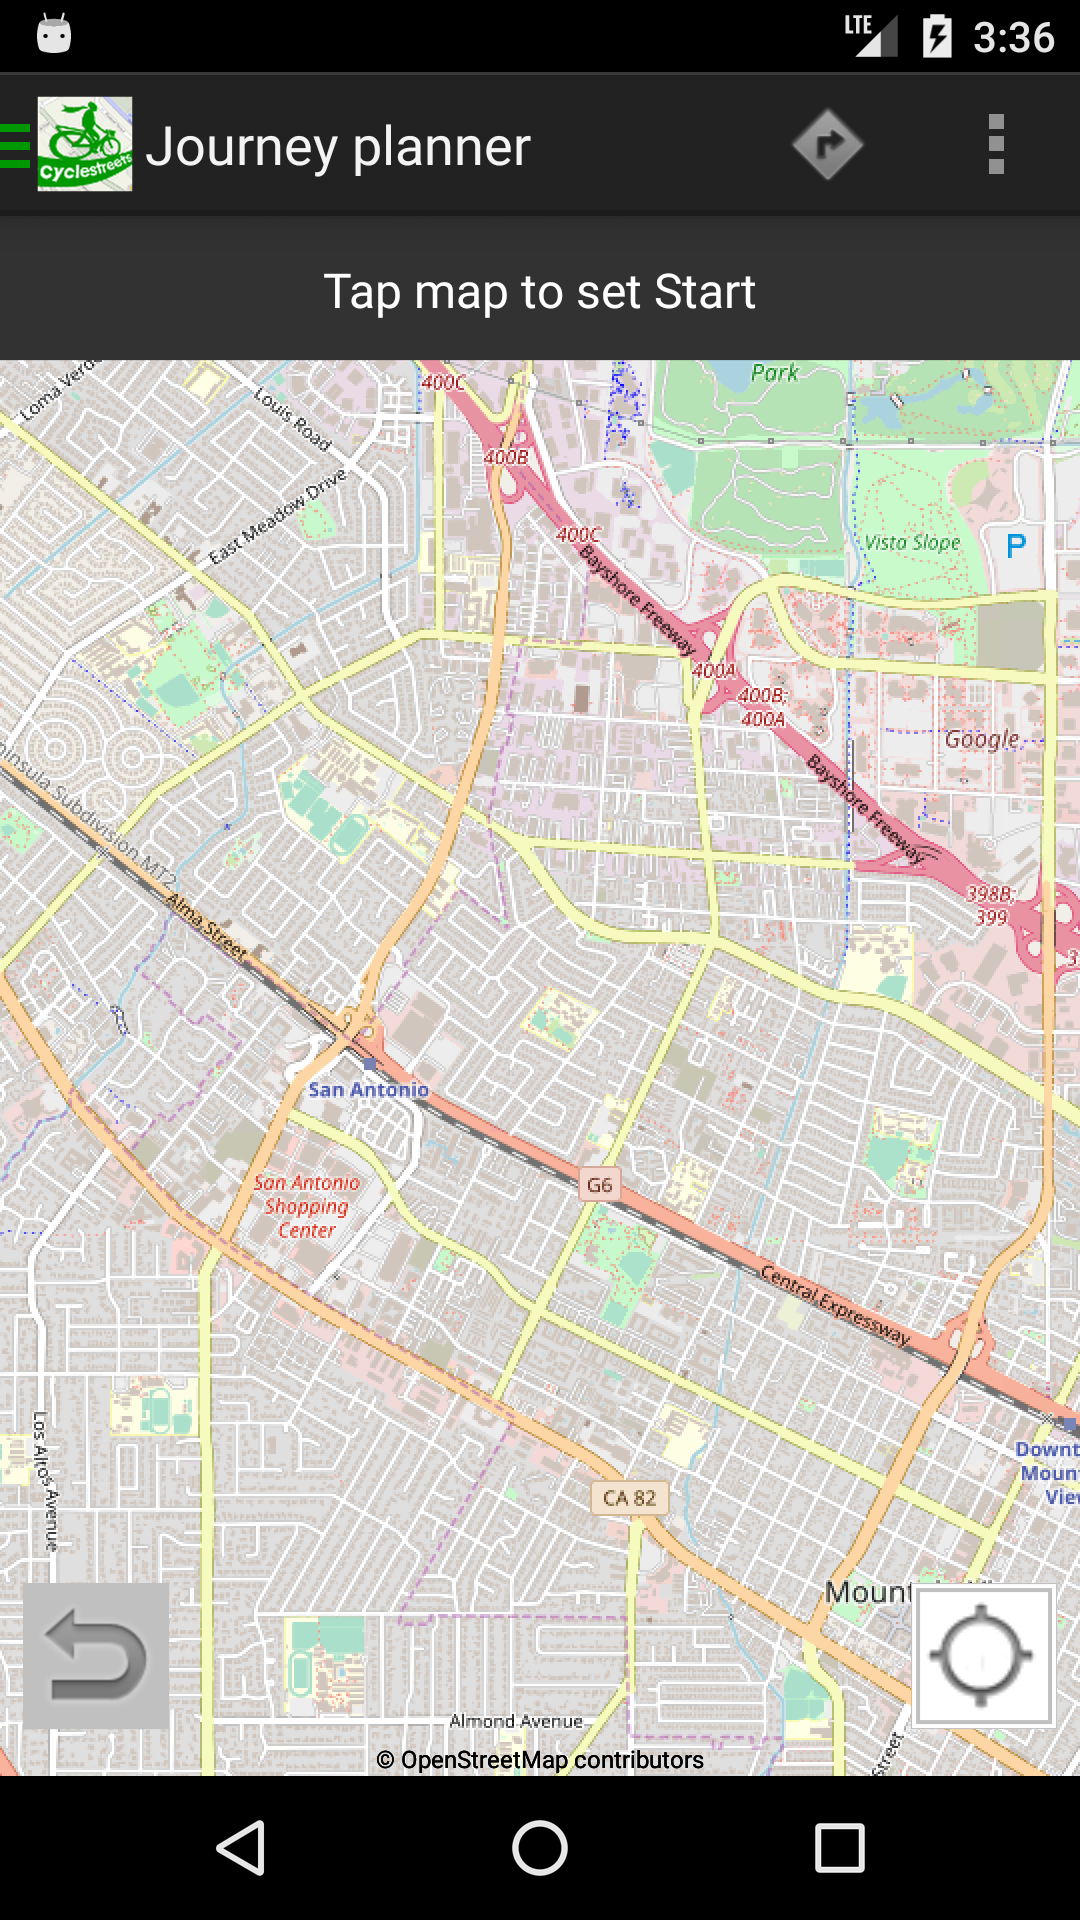 LTE
3:36
Cyclestreets
Journey planner
Tap map to set Start
Loma Verde
Louis Road
400C
Park
400B
East Meadow Drive
400C
Vista Slope
P
Bayshore Freeway
400A
400B;
400A
Google
Bayshore Freeway
Subdivision MT2
Alma Street
398B;
399
San Antonio
San Antonio
Shopping
Center
G6
Central Expressway
Los Altos Avenue
Downt
Moun
Vie
CA 82
Mount
Almond Avenue
Street
© OpenStreetMap contributors